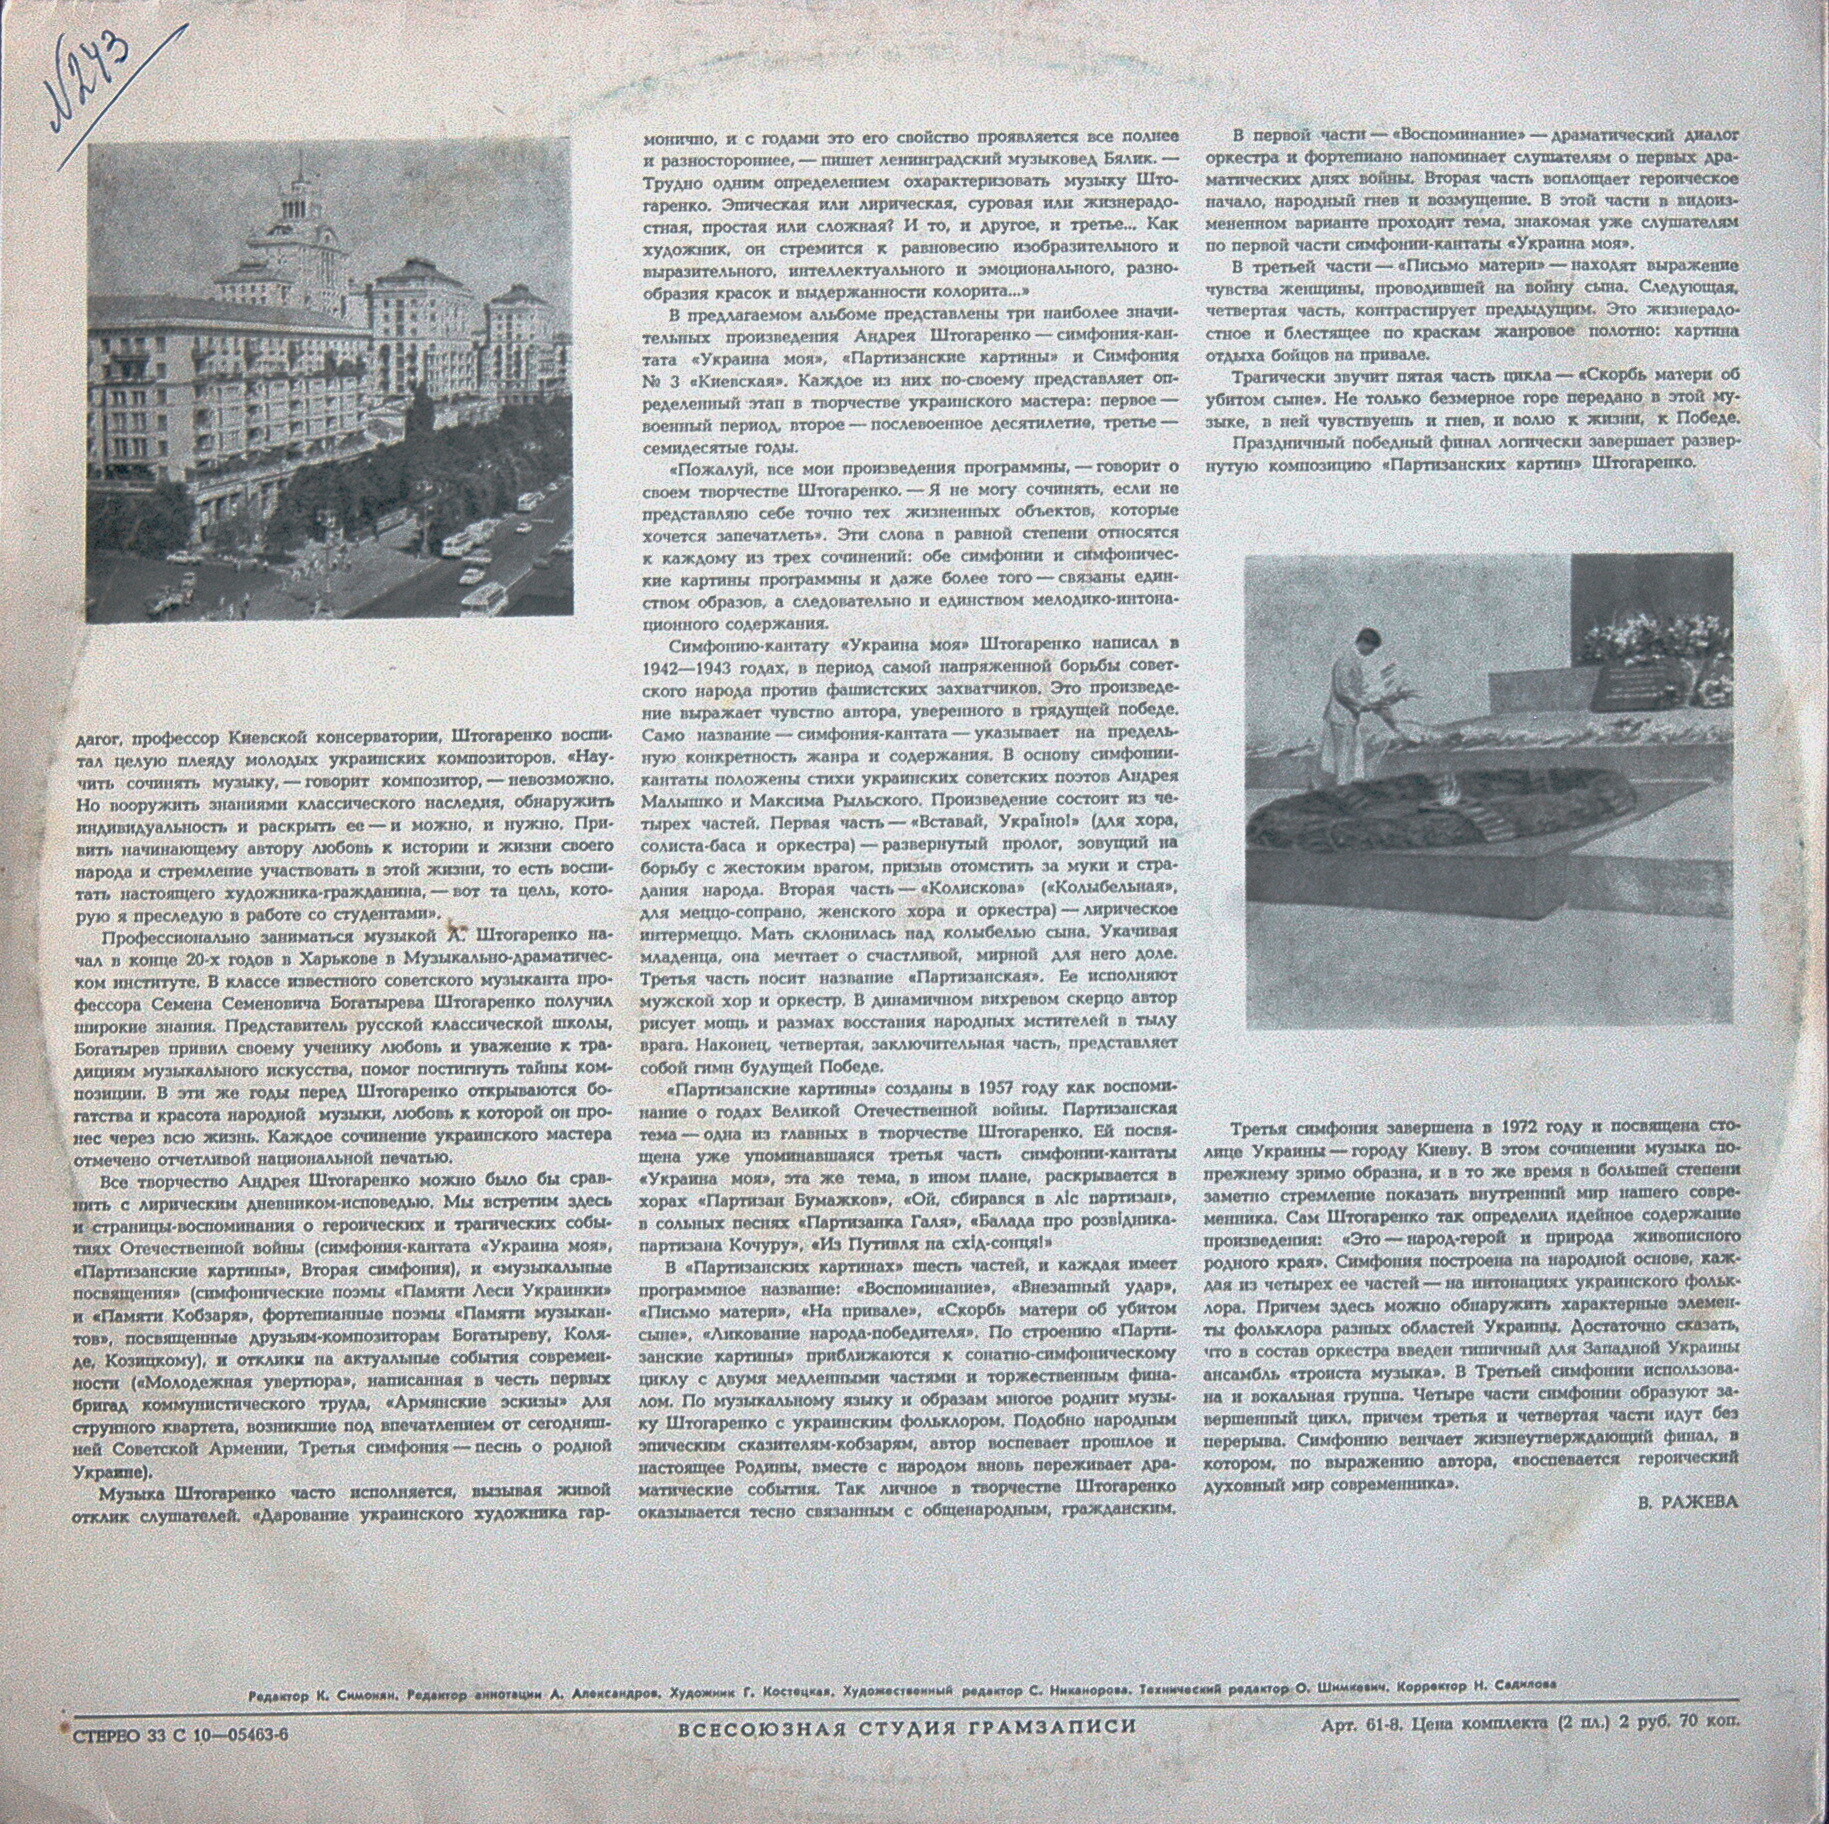 N243
дагог, профессор Киевской консерватории, Штогаренко воспи-
тал целую плеяду молодых украинских композиторов. «Нау-
чить сочинять музыку, — говорит композитор, — невозможно.
Но вооружить знаниями классического наследия, обнаружить
индивидуальность и раскрыть ее — и можно, и нужно. При-
вить начинающему автору любовь к истории и жизни своего
народа и стремление участвовать в этой жизни, то есть воспи-
тать настоящего художника-гражданина, — вот та цель, кото-
рую я преследую в работе со студентами».
Профессионально заниматься музыкой А. Штогаренко на-
чал в конце 20-х годов в Харькове в Музыкально-драматичес-
ком институте. В классе известного советского музыканта про-
фессора Семена Семеновича Богатырева Штогаренко получил
широкие знания. Представитель русской классической школы,
Богатырев привил своему ученику любовь и уважение к тра-
дициям музыкального искусства, помог постигнуть тайны ком-
позиции. В эти же годы перед Штогаренко открываются бо-
гатства и красота народной музыки, любовь к которой он про-
нес через всю жизнь. Каждое сочинение украинского мастера
отмечено отчетливой национальной печатью.
Все творчество Андрея Штогаренко можно было бы срав-
нить с лирическим дневником-исповедью. Мы встретим здесь
и страницы-воспоминания о героических и трагических собы-
тиях Отечественной войны (симфония-кантата «Украина моя»,
«Партизанские картины», Вторая симфония), и «музыкальные
посвящения» (симфонические поэмы «Памяти Леси Украинки»
и «Памяти Кобзаря», фортепианные поэмы «Памяти музыкан-
тов», посвященные друзьям-композиторам Богатыреву, Коля-
де, Козицкому), и отклики на актуальные события современ-
ности («Молодежная увертюра», написанная в честь первых
бригад коммунистического труда, «Армянские эскизы» для
струнного квартета, возникшие под впечатлением от сегодняш-
ней Советской Армении, Третья симфония — песнь о родной
Украине).
Музыка Штогаренко часто исполняется, вызывая живой
отклик слушателей. «Дарование украинского художника гар-
монично, и с годами это его свойство проявляется все полнее
и разностороннее, — пишет ленинградский музыковед Бялик. —
Трудно одним определением охарактеризовать музыку Што-
гаренко. Эпическая или лирическая, суровая или жизнерадо-
стная, простая или сложная? И то, и другое, и третье... Как
художник, он стремится к равновесию изобразительного и
выразительного, интеллектуального и эмоционального, разно-
образия красок и выдержанности колорита...»
В предлагаемом альбоме представлены три наиболее значи-
тельных произведения Андрея Штогаренко — симфония-кан-
тата «Украина моя», «Партизанские картины» и Симфония
№ 3 «Киевская». Каждое из них по-своему представляет оп-
ределенный этап в творчестве украинского мастера: первое —
военный период, второе — послевоенное десятилетие, третье —
семидесятые годы.
«Пожалуй, все мои произведения программны, — говорит о
своем творчестве Штогаренко. — Я не могу сочинять, если не
представляю себе точно тех жизненных объектов, которые
хочется запечатлеть». Эти слова в равной степени относятся
к каждому из трех сочинений: обе симфонии и симфоничес-
кие картины программны и даже более того — связаны един-
ством образов, а следовательно и единством мелодико-интона-
ционного содержания.
Симфонию-кантату «Украина моя» Штогаренко написал в
1942—1943 годах, в период самой напряженной борьбы совет-
ского народа против фашистских захватчиков. Это произведе-
ние выражает чувство автора, уверенного в грядущей победе.
Само название — симфония-кантата — указывает на предель-
ную конкретность жанра и содержания. В основу симфонии-
кантаты положены стихи украинских советских поэтов Андрея
Малышко и Максима Рыльского. Произведение состоит из че-
тырех частей. Первая часть — «Вставай, Україно!» (для хора,
солиста-баса и оркестра) — развернутый пролог, зовущий на
борьбу с жестоким врагом, призыв отомстить за муки и стра-
дания народа. Вторая часть — «Колискова» («Колыбельная»,
для меццо-сопрано, женского хора и оркестра) — лирическое
интермеццо. Мать склонилась над колыбелью сына. Укачивая
младенца, она мечтает о счастливой, мирной для него доле.
Третья часть носит название «Партизанская». Ее исполняют
мужской хор и оркестр. В динамичном вихревом скерцо автор
рисует мощь и размах восстания народных мстителей в тылу
врага. Наконец, четвертая, заключительная часть, представляет
собой гимн будущей Победе.
«Партизанские картины» созданы в 1957 году как воспоми-
нание о годах Великой Отечественной войны. Партизанская
тема — одна из главных в творчестве Штогаренко. Ей посвя-
щена уже упоминавшаяся третья часть симфонии-кантаты
«Украина моя», эта же тема, в ином плане, раскрывается в
хорах «Партизан Бумажков», «Ой, сбирався в ліс партизан»,
в сольных песнях «Партизанка Галя», «Балада про розвідника-
партизана Кочуру», «Из Путивля на схід-сонця!»
В «Партизанских картинах» шесть частей, и каждая имеет
программное название: «Воспоминание», «Внезапный удар»,
«Письмо матери», «На привале», «Скорбь матери об убитом
сыне», «Ликование народа-победителя». По строению «Парти-
занские картины» приближаются к сонатно-симфоническому
циклу с двумя медленными частями и торжественным фина-
лом. По музыкальному языку и образам многое роднит музы-
ку Штогаренко с украинским фольклором. Подобно народным
эпическим сказителям-кобзарям, автор воспевает прошлое и
настоящее Родины, вместе с народом вновь переживает дра-
матические события. Так личное в творчестве Штогаренко
оказывается тесно связанным с общенародным, гражданским.
В первой части — «Воспоминание» — драматический диалог
оркестра и фортепиано напоминает слушателям о первых дра-
матических днях войны. Вторая часть воплощает героическое
начало, народный гнев и возмущение. В этой части в видоиз-
мененном варианте проходит тема, знакомая уже слушателям
по первой части симфонии-кантаты «Украина моя».
В третьей части — «Письмо матери» — находят выражение
чувства женщины, проводившей на войну сына. Следующая,
четвертая часть, контрастирует предыдущим. Это жизнерадо-
стное и блестящее по краскам жанровое полотно: картина
отдыха бойцов на привале.
Трагически звучит пятая часть цикла — «Скорбь матери об
убитом сыне». Не только безмерное горе передано в этой му-
зыке, в ней чувствуешь и гнев, и волю к жизни, к Победе.
Праздничный победный финал логически завершает развер-
нутую композицию «Партизанских картин» Штогаренко.
Третья симфония завершена в 1972 году и посвящена сто-
лице Украины — городу Киеву. В этом сочинении музыка по-
прежнему зримо образна, и в то же время в большей степени
заметно стремление показать внутренний мир нашего совре-
менника. Сам Штогаренко так определил идейное содержание
произведения: «Это — народ-герой и природа живописного
родного края». Симфония построена на народной основе, каж-
дая из четырех ее частей — на интонациях украинского фольк-
лора. Причем здесь можно обнаружить характерные элемен-
ты фольклора разных областей Украины. Достаточно сказать,
что в состав оркестра введен типичный для Западной Украины
ансамбль «троиста музыка». В Третьей симфонии использова-
на и вокальная группа. Четыре части симфонии образуют за-
вершенный цикл, причем третья и четвертая части идут без
перерыва. Симфонию венчает жизнеутверждающий финал, в
котором, по выражению автора, «воспевается героический
духовный мир современника».
В. РАЖЕВА
Редактор К. Симонян. Редактор аннотации А. Александров. Художник Г. Костецкая. Художественный редактор С. Никанорова. Технический редактор О. Шимкевич. Корректор Н. Садилова
СТЕРЕО 33 С 10—05463-6
ВСЕСОЮЗНАЯ СТУДИЯ ГРАМЗАПИСИ
Арт. 61-8. Цена комплекта (2 пл.) 2 руб. 70 коп.